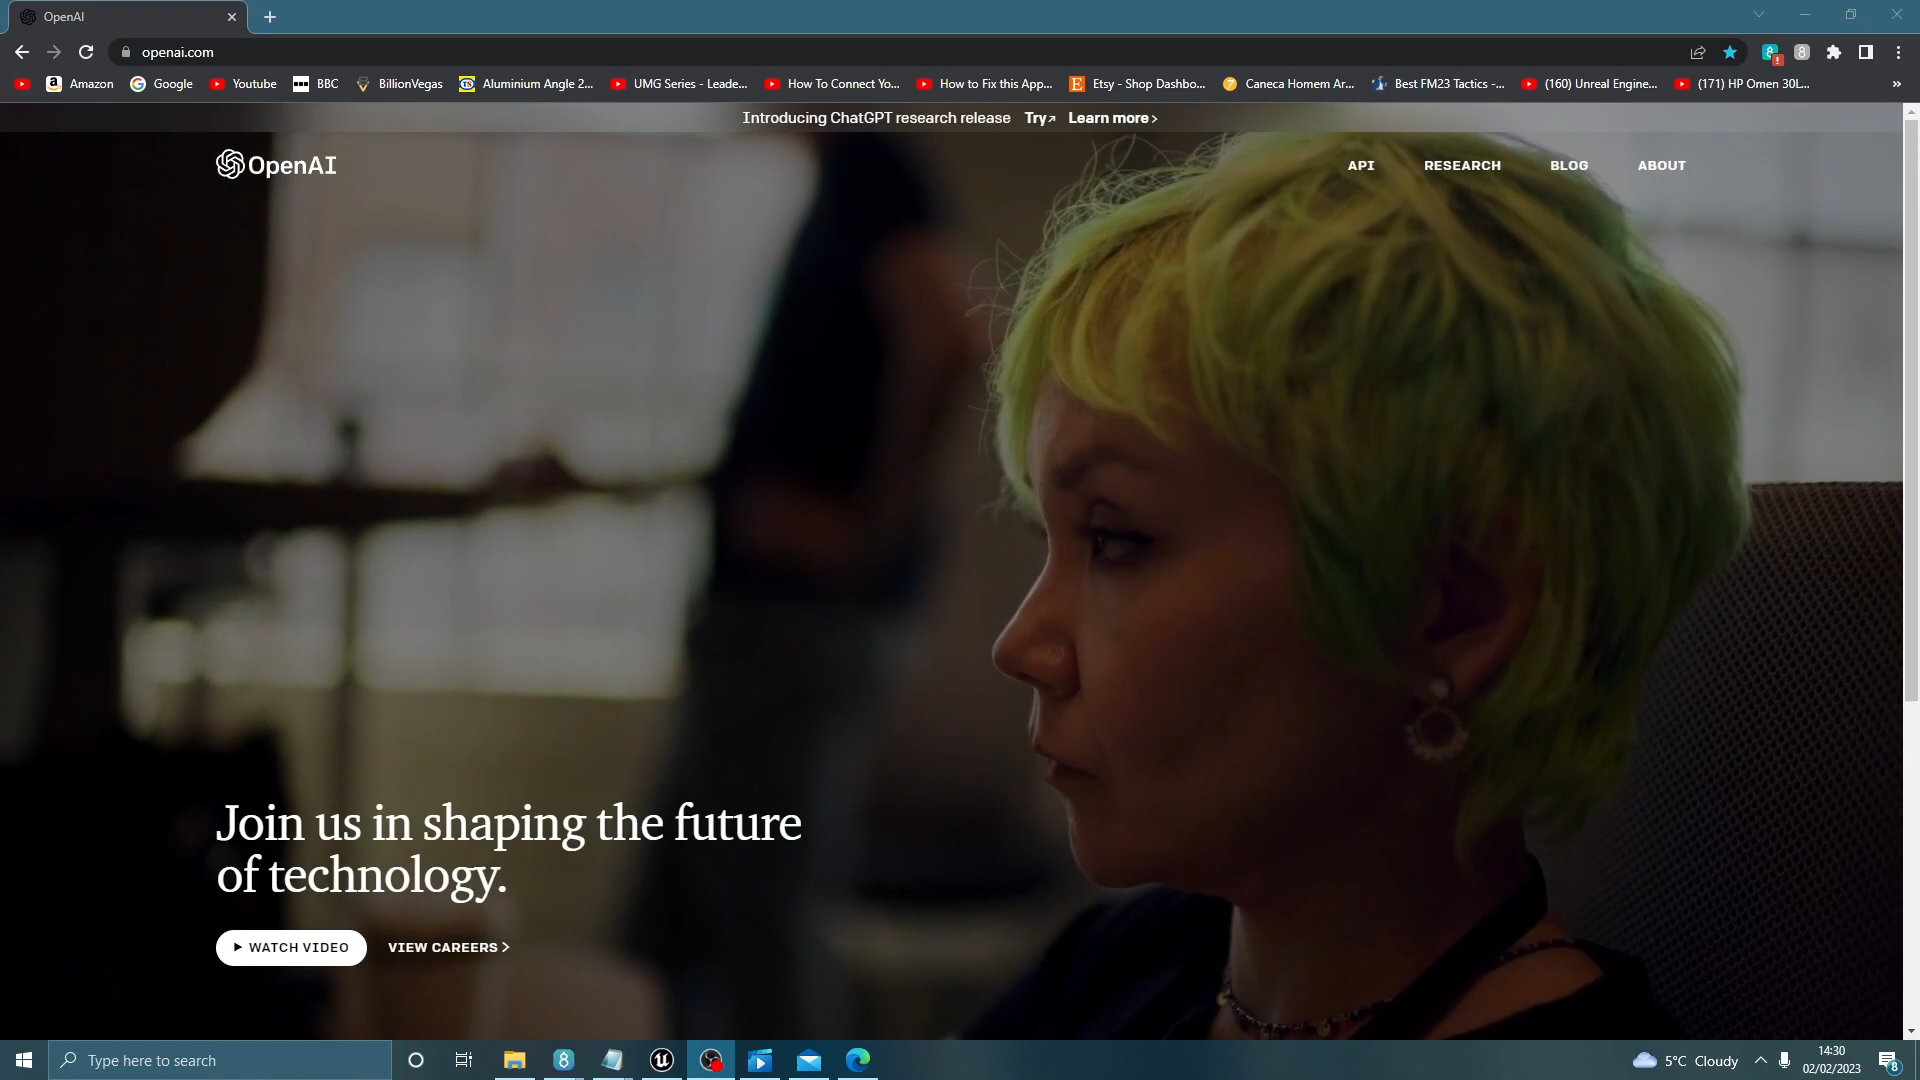 OpenAI
openai.com
Amazon Google Youtube BBC BillionVegas Aluminium Angle 2... UMG Series - Leade... How To Connect Yo... How to Fix this App... Etsy - Shop Dashbo... Caneca Homem Ar... Best FM23 Tactics -... (160) Unreal Engine... (171) HP Omen 30L... »
Introducing ChatGPT research release Try↗ Learn more ›
OpenAI API RESEARCH BLOG ABOUT
Join us in shaping the future
of technology.
WATCH VIDEO VIEW CAREERS >
Type here to search 5°C Cloudy 14:30
02/02/2023 8